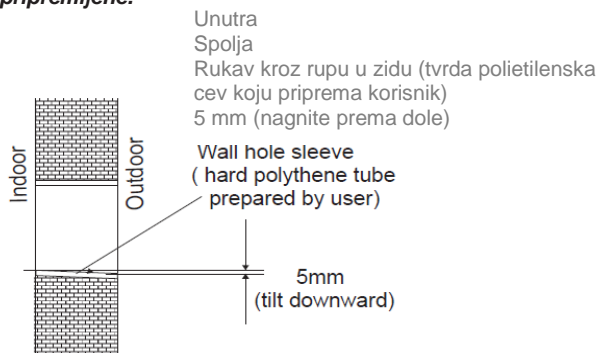 pripremljene.
Unutra
Spolja
Rukav kroz rupu u zidu (tvrda polietilenska
cev koju priprema korisnik)
5 mm (nagnite prema dole)
Indoor
Outdoor
Wall hole sleeve
( hard polythene tube
prepared by user)
5mm
(tilt downward)